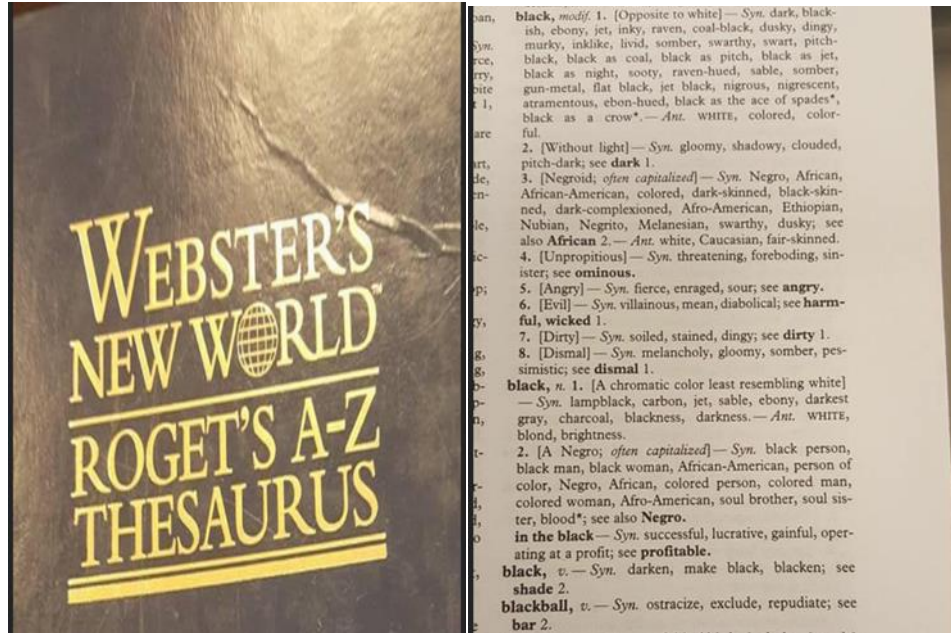 WEBSTER'S
NEW WORLD™
ROGET'S A-Z
THESAURUS
black, modif. 1. [Opposite to white] — Syn. dark, black-
ish, ebony, jet, inky, raven, coal-black, dusky, dingy,
murky, inklike, livid, somber, swarthy, swart, pitch-
black, black as coal, black as pitch, black as jet,
black as night, sooty, raven-hued, sable, somber,
gun-metal, flat black, jet black, nigrous, nigrescent,
atramentous, ebon-hued, black as the ace of spades*,
black as a crow*. — Ant. WHITE, colored, color-
ful.
2. [Without light] — Syn. gloomy, shadowy, clouded,
pitch-dark; see dark 1.
3. [Negroid; often capitalized] — Syn. Negro, African,
African-American, colored, dark-skinned, black-skin-
ned, dark-complexioned, Afro-American, Ethiopian,
Nubian, Negrito, Melanesian, swarthy, dusky; see
also African 2. — Ant. white, Caucasian, fair-skinned.
4. [Unpropitious] — Syn. threatening, foreboding, sin-
ister; see ominous.
5. [Angry] — Syn. fierce, enraged, sour; see angry.
6. [Evil] — Syn. villainous, mean, diabolical; see harm-
ful, wicked 1.
7. [Dirty] — Syn. soiled, stained, dingy; see dirty 1.
8. [Dismal] — Syn. melancholy, gloomy, somber, pes-
simistic; see dismal 1.
black, n. 1. [A chromatic color least resembling white]
— Syn. lampblack, carbon, jet, sable, ebony, darkest
gray, charcoal, blackness, darkness. — Ant. WHITE,
blond, brightness.
2. [A Negro; often capitalized] — Syn. black person,
black man, black woman, African-American, person of
color, Negro, African, colored person, colored man,
colored woman, Afro-American, soul brother, soul sis-
ter, blood*; see also Negro.
in the black — Syn. successful, lucrative, gainful, oper-
ating at a profit; see profitable.
black, v. — Syn. darken, make black, blacken; see
shade 2.
blackball, v. — Syn. ostracize, exclude, repudiate; see
bar 2.